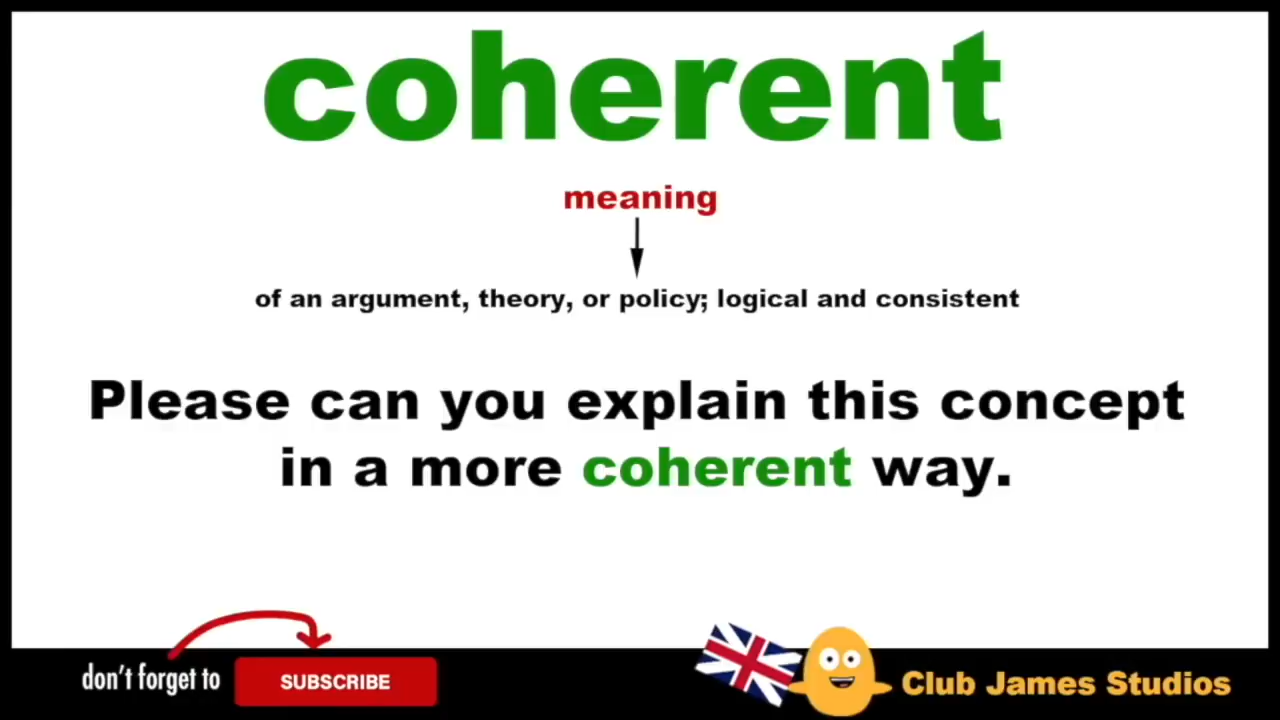 coherent
meaning
of an argument, theory, or policy; logical and consistent
Please can you explain this concept
in a more coherent way.
don't forget to SUBSCRIBE
Club James Studios